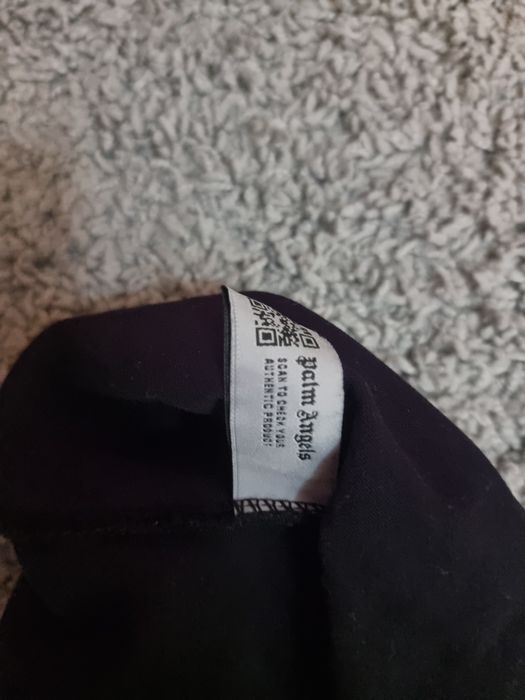 Palm Angels
SCAN TO CHECK YOUR
AUTHENTIC PRODUCT